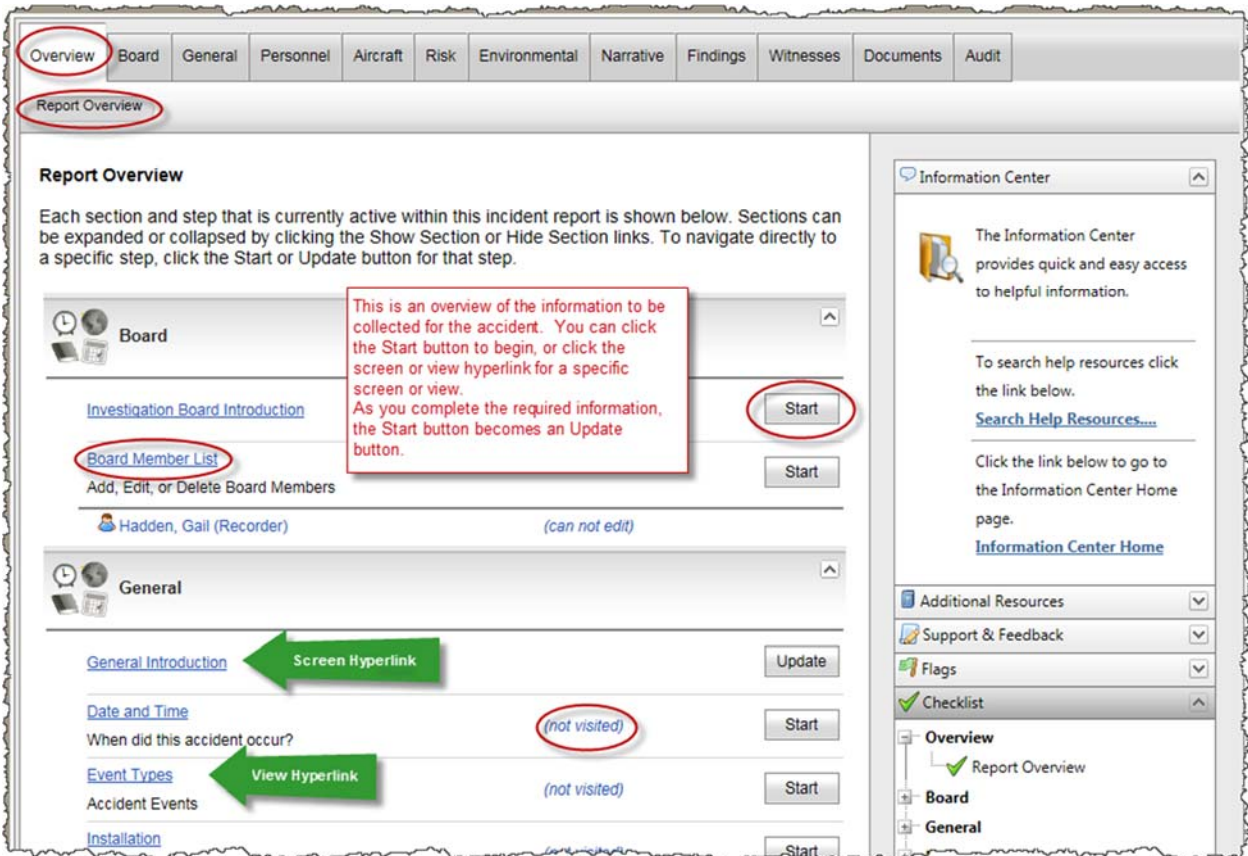 Overview Board General Personnel Aircraft Risk Environmental Narrative Findings Witnesses Documents Audit
Report Overview
Report Overview
Each section and step that is currently active within this incident report is shown below. Sections can
be expanded or collapsed by clicking the Show Section or Hide Section links. To navigate directly to
a specific step, click the Start or Update button for that step.
This is an overview of the information to be
collected for the accident. You can click
the Start button to begin, or click the
screen or view hyperlink for a specific
screen or view.
As you complete the required information,
the Start button becomes an Update
button.
Board
Investigation Board Introduction
Start
Board Member List
Add, Edit, or Delete Board Members
Start
Hadden, Gail (Recorder) (can not edit)
General
General Introduction
Screen Hyperlink
Update
Date and Time
When did this accident occur?
(not visited)
Start
Event Types
View Hyperlink
Accident Events
(not visited)
Start
Installation
(not visited)
Start
Information Center
The Information Center
provides quick and easy access
to helpful information.
To search help resources click
the link below.
Search Help Resources....
Click the link below to go to
the Information Center Home
page.
Information Center Home
Additional Resources
Support & Feedback
Flags
Checklist
Overview
Report Overview
Board
General